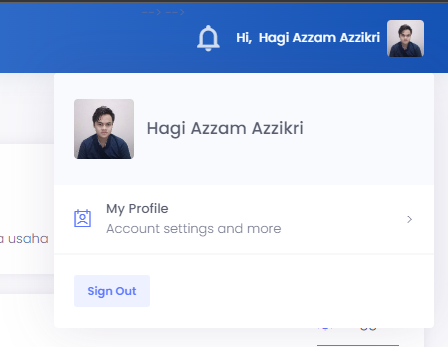 --> -->
Hi, Hagi Azzam Azzikri
Hagi Azzam Azzikri
My Profile
Account settings and more
a usaha
Sign Out